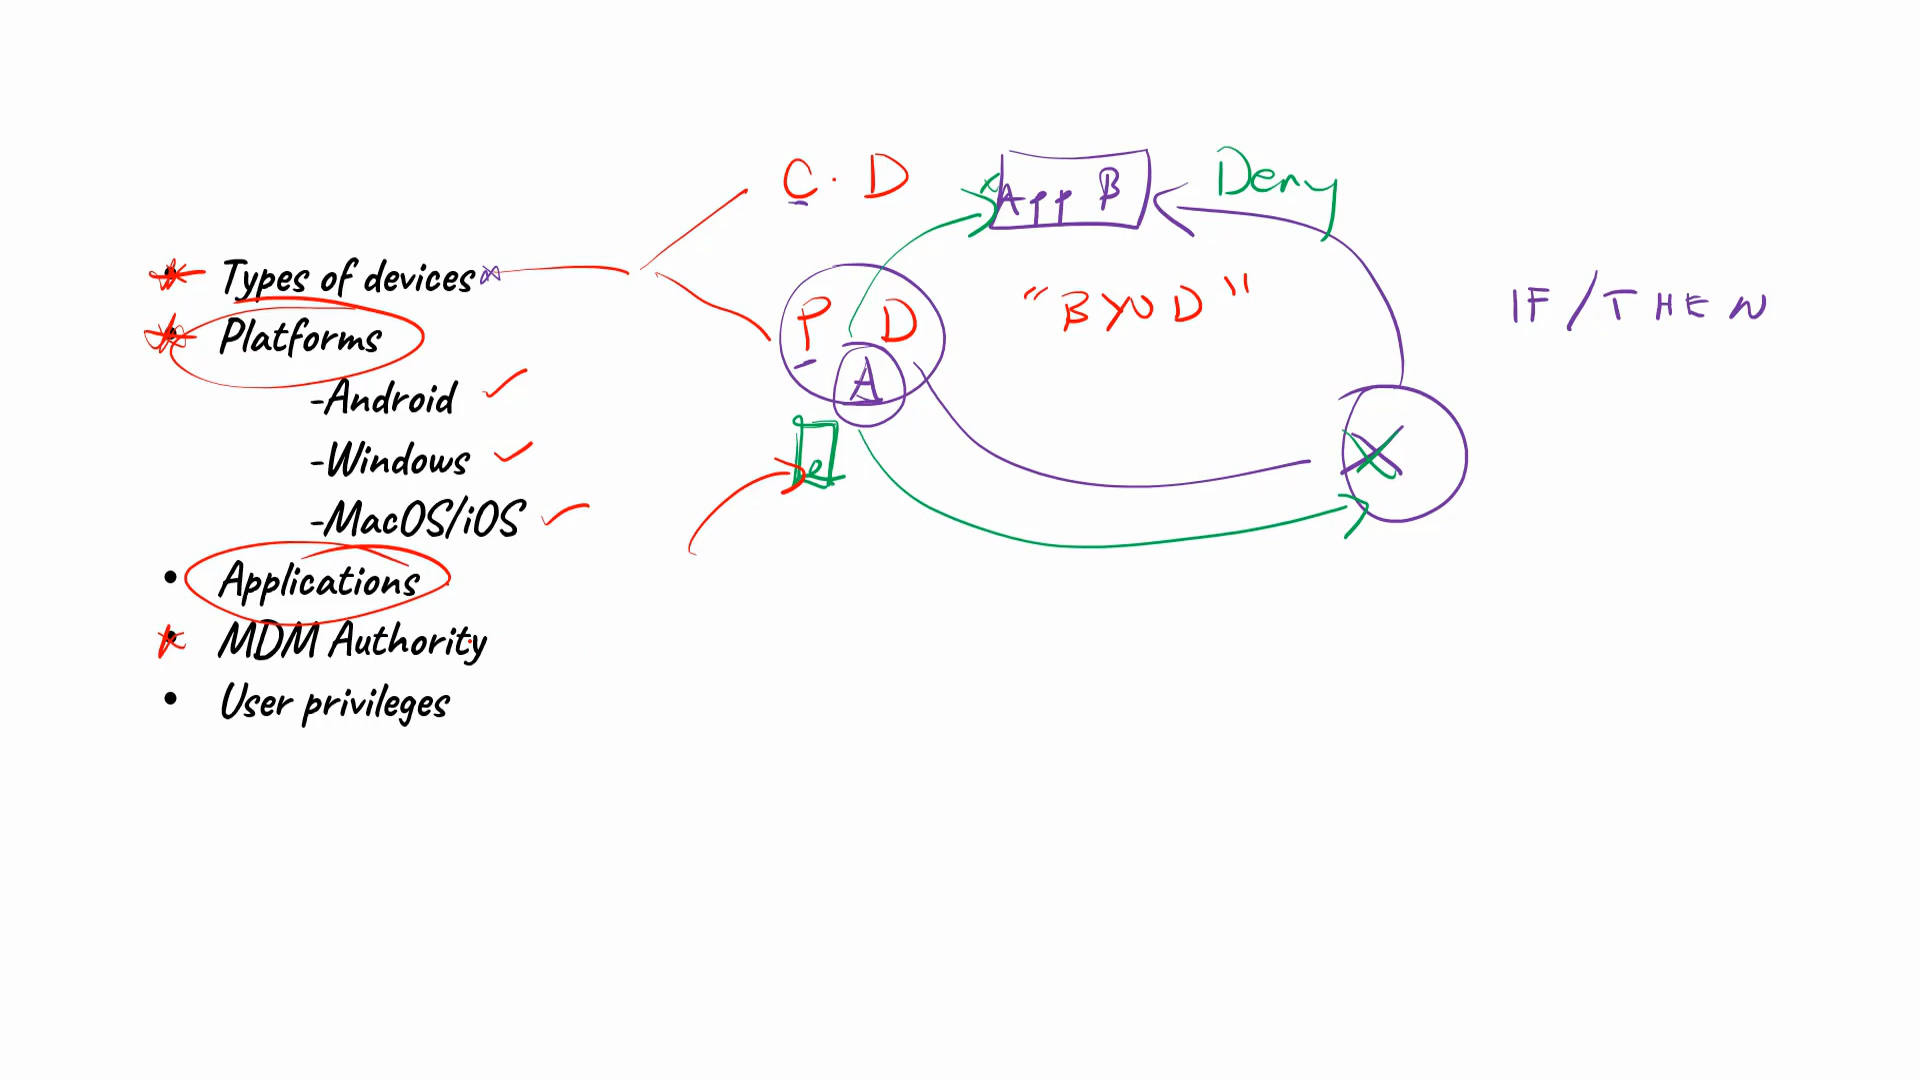 Types of devices
Platforms
-Android
-Windows
-MacOS/iOS
Applications
MDM Authority
User privileges
C. D
App B
Deny
P D
A
"BYOD"
IF/THEN
X
e